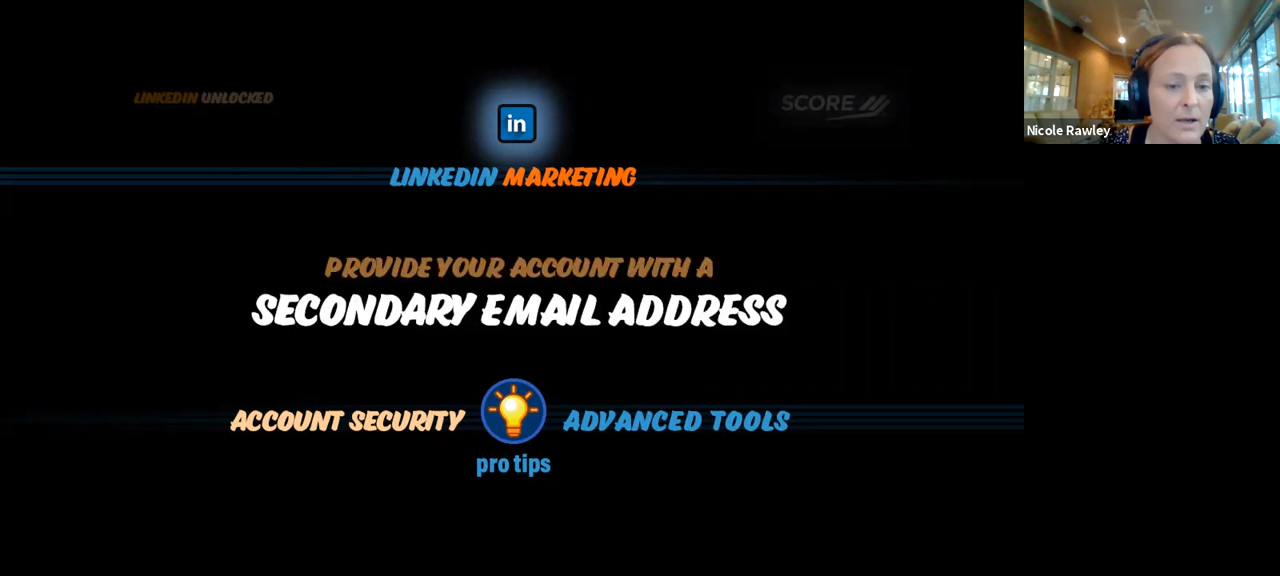 LINKEDIN UNLOCKED
SCORE
in
LINKEDIN MARKETING
PROVIDE YOUR ACCOUNT WITH A
SECONDARY EMAIL ADDRESS
ACCOUNT SECURITY
ADVANCED TOOLS
pro tips
Nicole Rawley